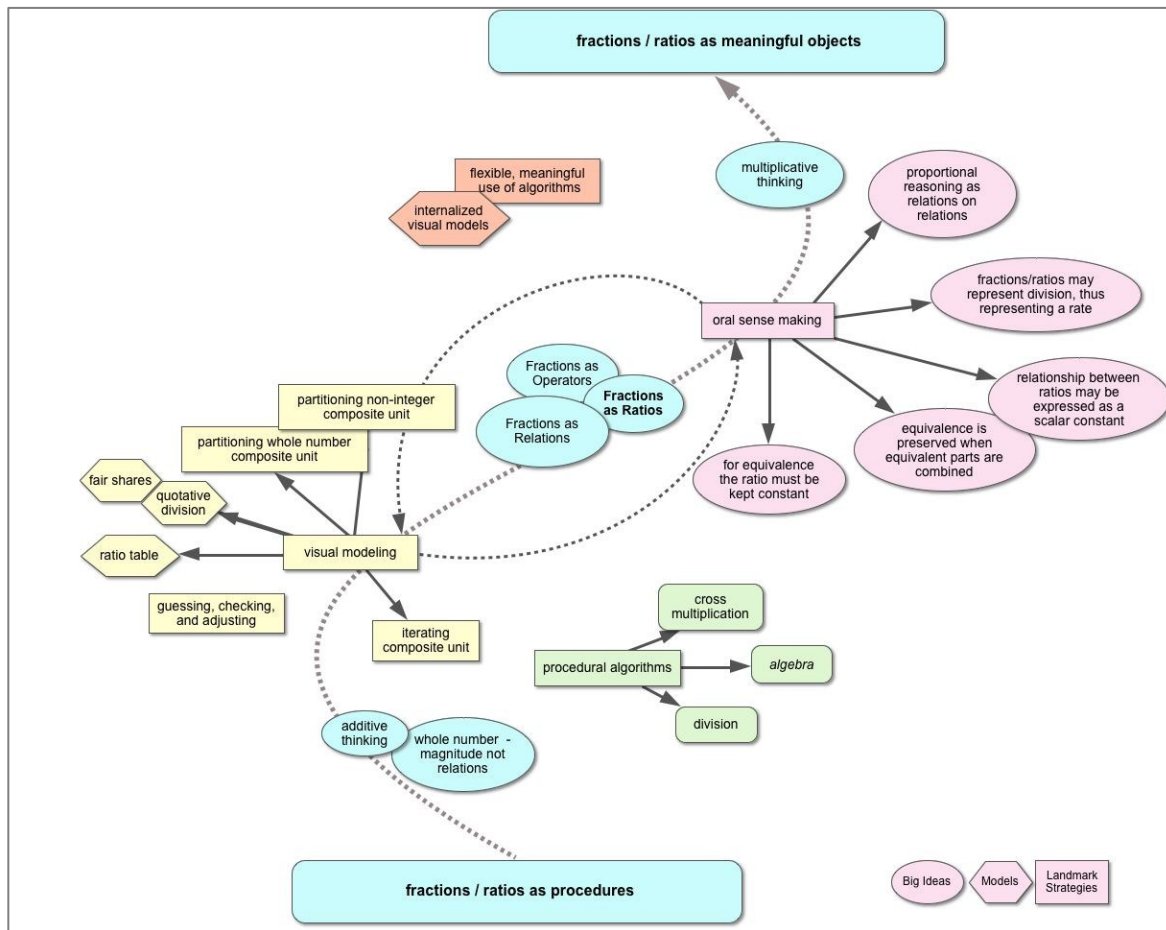 fractions / ratios as meaningful objects
multiplicative
thinking
proportional
reasoning as
relations on
relations
flexible, meaningful
use of algorithms
internalized
visual models
fractions/ratios may
represent division, thus
representing a rate
oral sense making
Fractions as
Operators
Fractions
as Ratios
Fractions as
Relations
relationship between
ratios may be
expressed as a
scalar constant
equivalence is
preserved when
equivalent parts are
combined
for equivalence
the ratio must be
kept constant
partitioning non-integer
composite unit
partitioning whole number
composite unit
fair shares
quotative
division
ratio table
visual modeling
guessing, checking,
and adjusting
iterating
composite unit
cross
multiplication
procedural algorithms
algebra
division
additive
thinking
whole number -
magnitude not
relations
fractions / ratios as procedures
Big Ideas
Models
Landmark
Strategies